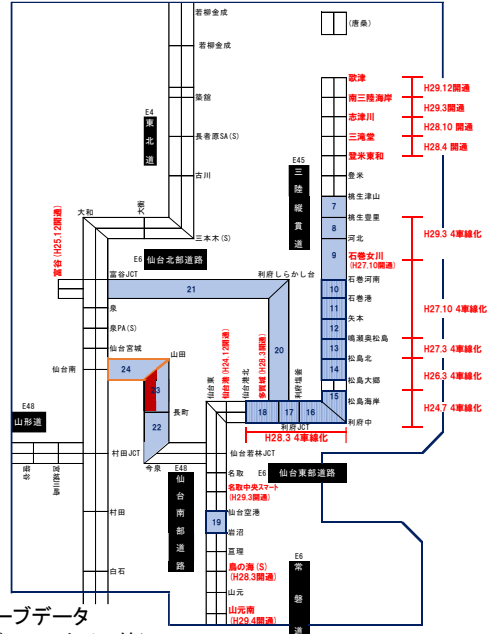 若柳金成
若柳金成
築舘
E4
東北道
長者原SA(S)
古川
大和
大衡
三本木(S)
富谷(H25.12開通)
E6 仙台北部道路
富谷JCT
利府しらかし台
21
泉
泉PA(S)
仙台宮城
山田
仙台南
24
23
22
長町
今泉
E48
山形道
笹谷
宮城川崎
村田JCT
村田
白石
E48
仙台南部道路
(唐桑)
歌津
南三陸海岸
志津川
三滝堂
登米東和
登米
桃生津山
7
桃生豊里
8
河北
9
石巻女川
(H27.10開通)
石巻河南
10
石巻港
11
矢本
12
鳴瀬奥松島
13
松島北
14
松島大郷
15
松島海岸
利府中
E45
三陸縦貫道
H29.12開通
H29.3開通
H28.10 開通
H28.4 開通
H29.3 4車線化
H27.10 4車線化
H27.3 4車線化
H26.3 4車線化
H24.7 4車線化
20
仙台東
仙台港(H24.12開通)
仙台港北
多賀城(H28.3開通)
利府塩釜
18
17
16
利府JCT
H28.3 4車線化
仙台若林JCT
名取
E6 仙台東部道路
名取中央スマート
(H29.3開通)
仙台空港
19
岩沼
亘理
鳥の海(S)
(H28.3開通)
山元
山元南
(H29.4開通)
E6
常磐道
ーブデータ